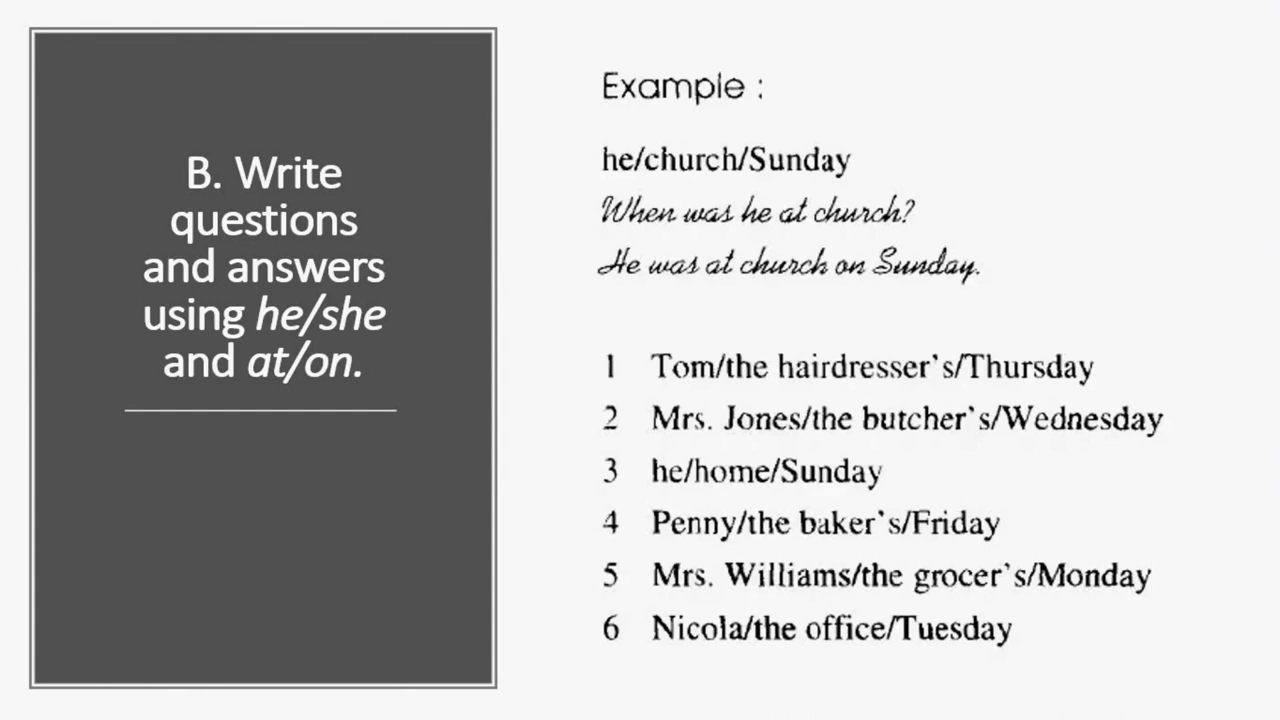 B. Write
questions
and answers
using he/she
and at/on.
Example :
he/church/Sunday
When was he at church?
He was at church on Sunday.
1 Tom/the hairdresser's/Thursday
2 Mrs. Jones/the butcher's/Wednesday
3 he/home/Sunday
4 Penny/the baker's/Friday
5 Mrs. Williams/the grocer's/Monday
6 Nicola/the office/Tuesday